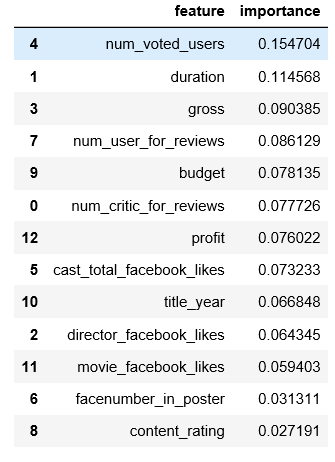 feature importance
4 num_voted_users 0.154704
1 duration 0.114568
3 gross 0.090385
7 num_user_for_reviews 0.086129
9 budget 0.078135
0 num_critic_for_reviews 0.077726
12 profit 0.076022
5 cast_total_facebook_likes 0.073233
10 title_year 0.066848
2 director_facebook_likes 0.064345
11 movie_facebook_likes 0.059403
6 facenumber_in_poster 0.031311
8 content_rating 0.027191